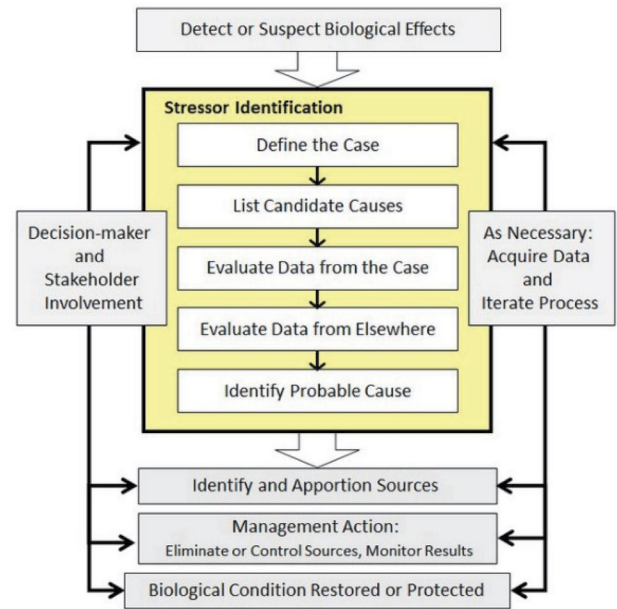 Detect or Suspect Biological Effects
Stressor Identification
Define the Case
List Candidate Causes
Evaluate Data from the Case
Evaluate Data from Elsewhere
Identify Probable Cause
Decision-maker
and
Stakeholder
Involvement
As Necessary:
Acquire Data
and
Iterate Process
Identify and Apportion Sources
Management Action:
Eliminate or Control Sources, Monitor Results
Biological Condition Restored or Protected